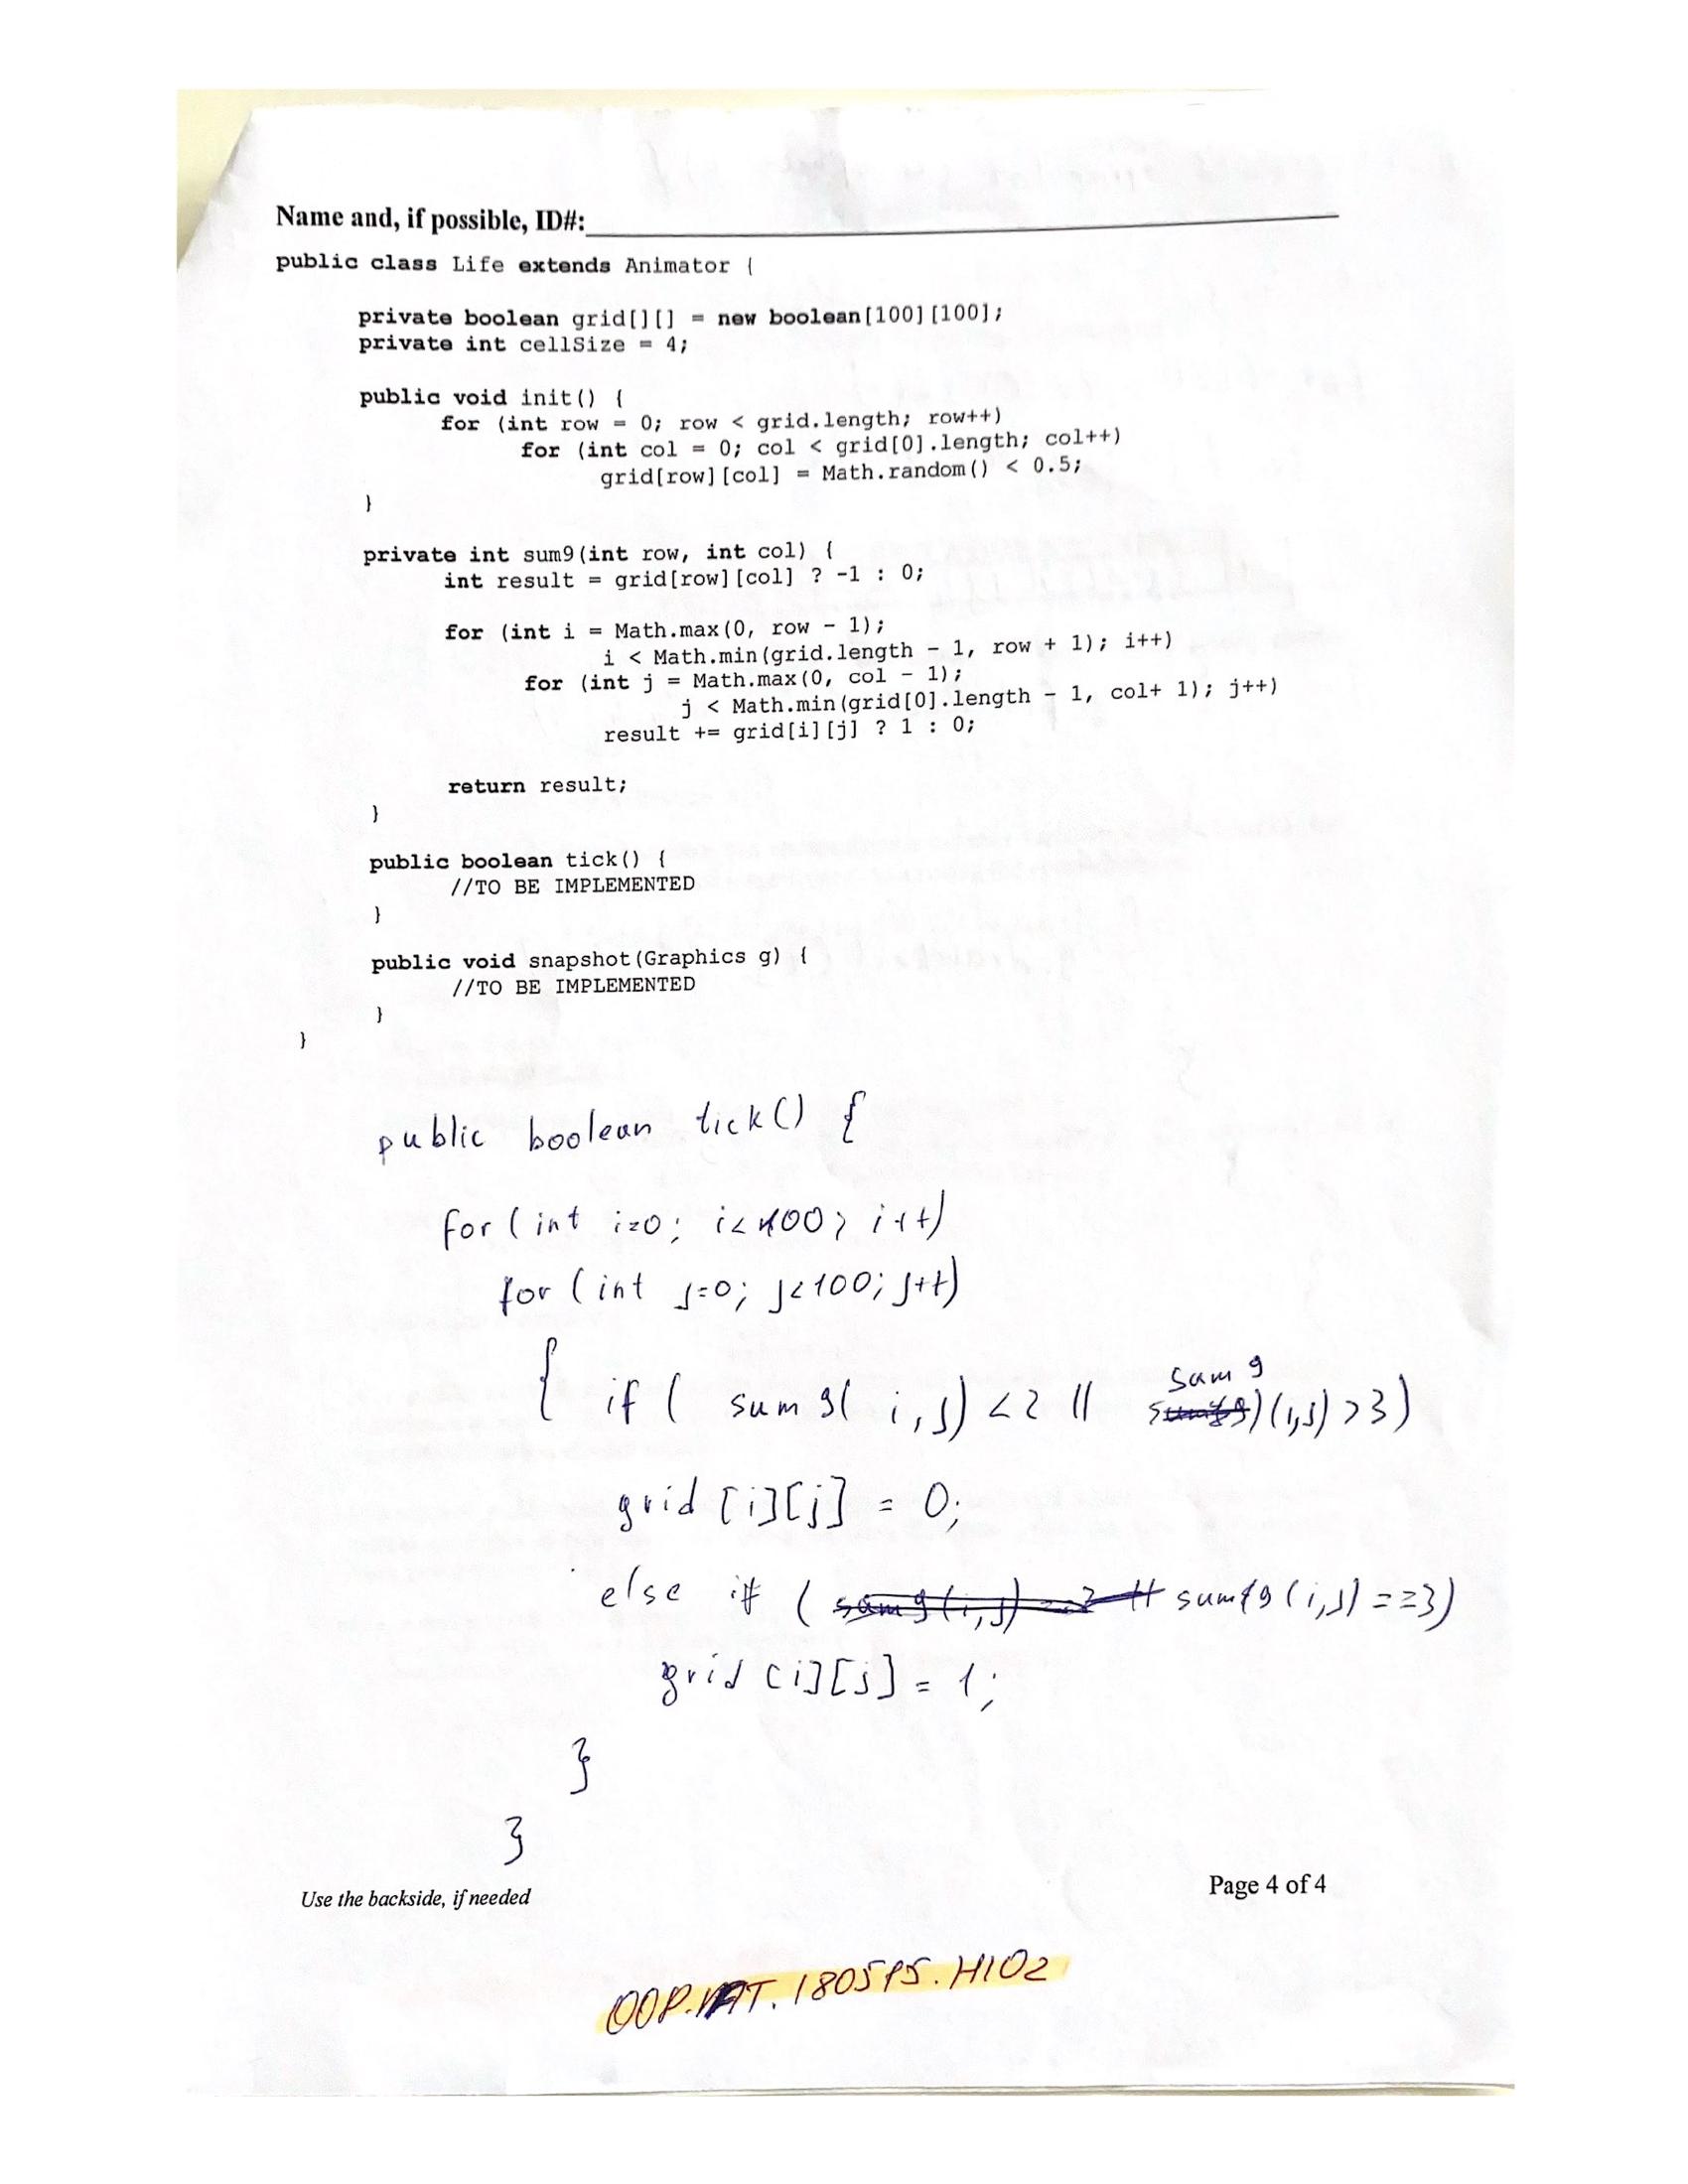 Name and, if possible, ID#:
public class Life extends Animator {
private boolean grid[][] = new boolean[100][100];
private int cellSize = 4;
public void init() {
for (int row = 0; row < grid.length; row++)
for (int col = 0; col < grid[0].length; col++)
grid[row][col] = Math.random() < 0.5;
}
private int sum9(int row, int col) {
int result = grid[row][col] ? -1 : 0;
for (int i = Math.max(0, row - 1);
i < Math.min(grid.length - 1, row + 1); i++)
for (int j = Math.max(0, col - 1);
j < Math.min(grid[0].length - 1, col+ 1); j++)
result += grid[i][j] ? 1 : 0;
return result;
}
public boolean tick() {
//TO BE IMPLEMENTED
}
public void snapshot(Graphics g) {
//TO BE IMPLEMENTED
}
}
public boolean tick() {
for (int i=0; i<100; i++)
for (int j=0; j<100; j++)
{ if ( sum9( i, j) <2 || sum9 (i,j) >3)
grid [i][j] = 0;
else if ( sum9 (i,j) ==3)
grid [i][j] = 1;
}
}
Use the backside, if needed
Page 4 of 4
OOP. .180515.H102